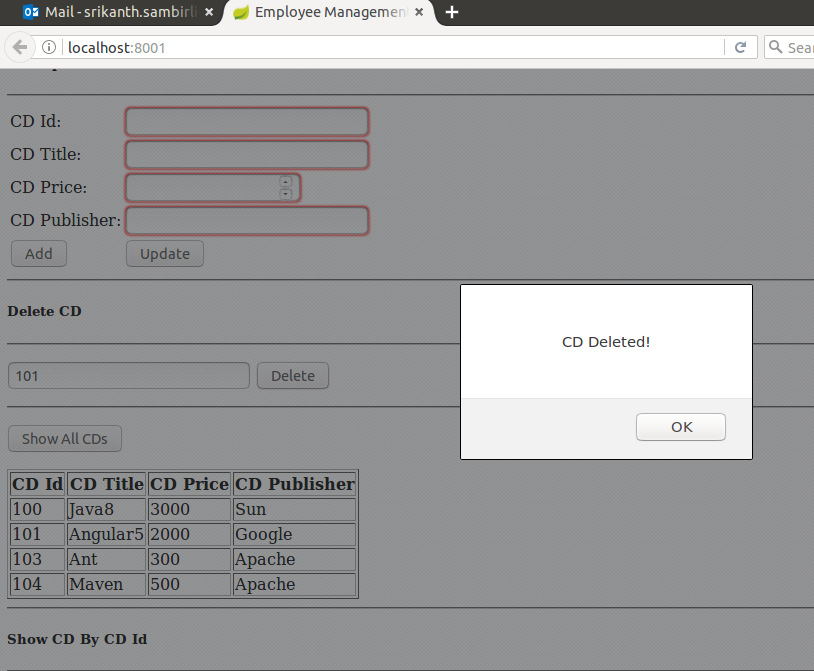 Mail - srikanth.sambirli
Employee Managemen
localhost:8001
Sear
CD Id:
CD Title:
CD Price:
CD Publisher:
Add Update
Delete CD
CD Deleted!
101 Delete
OK
Show All CDs
CD Id CD Title CD Price CD Publisher
100 Java8 3000 Sun
101 Angular5 2000 Google
103 Ant 300 Apache
104 Maven 500 Apache
Show CD By CD Id